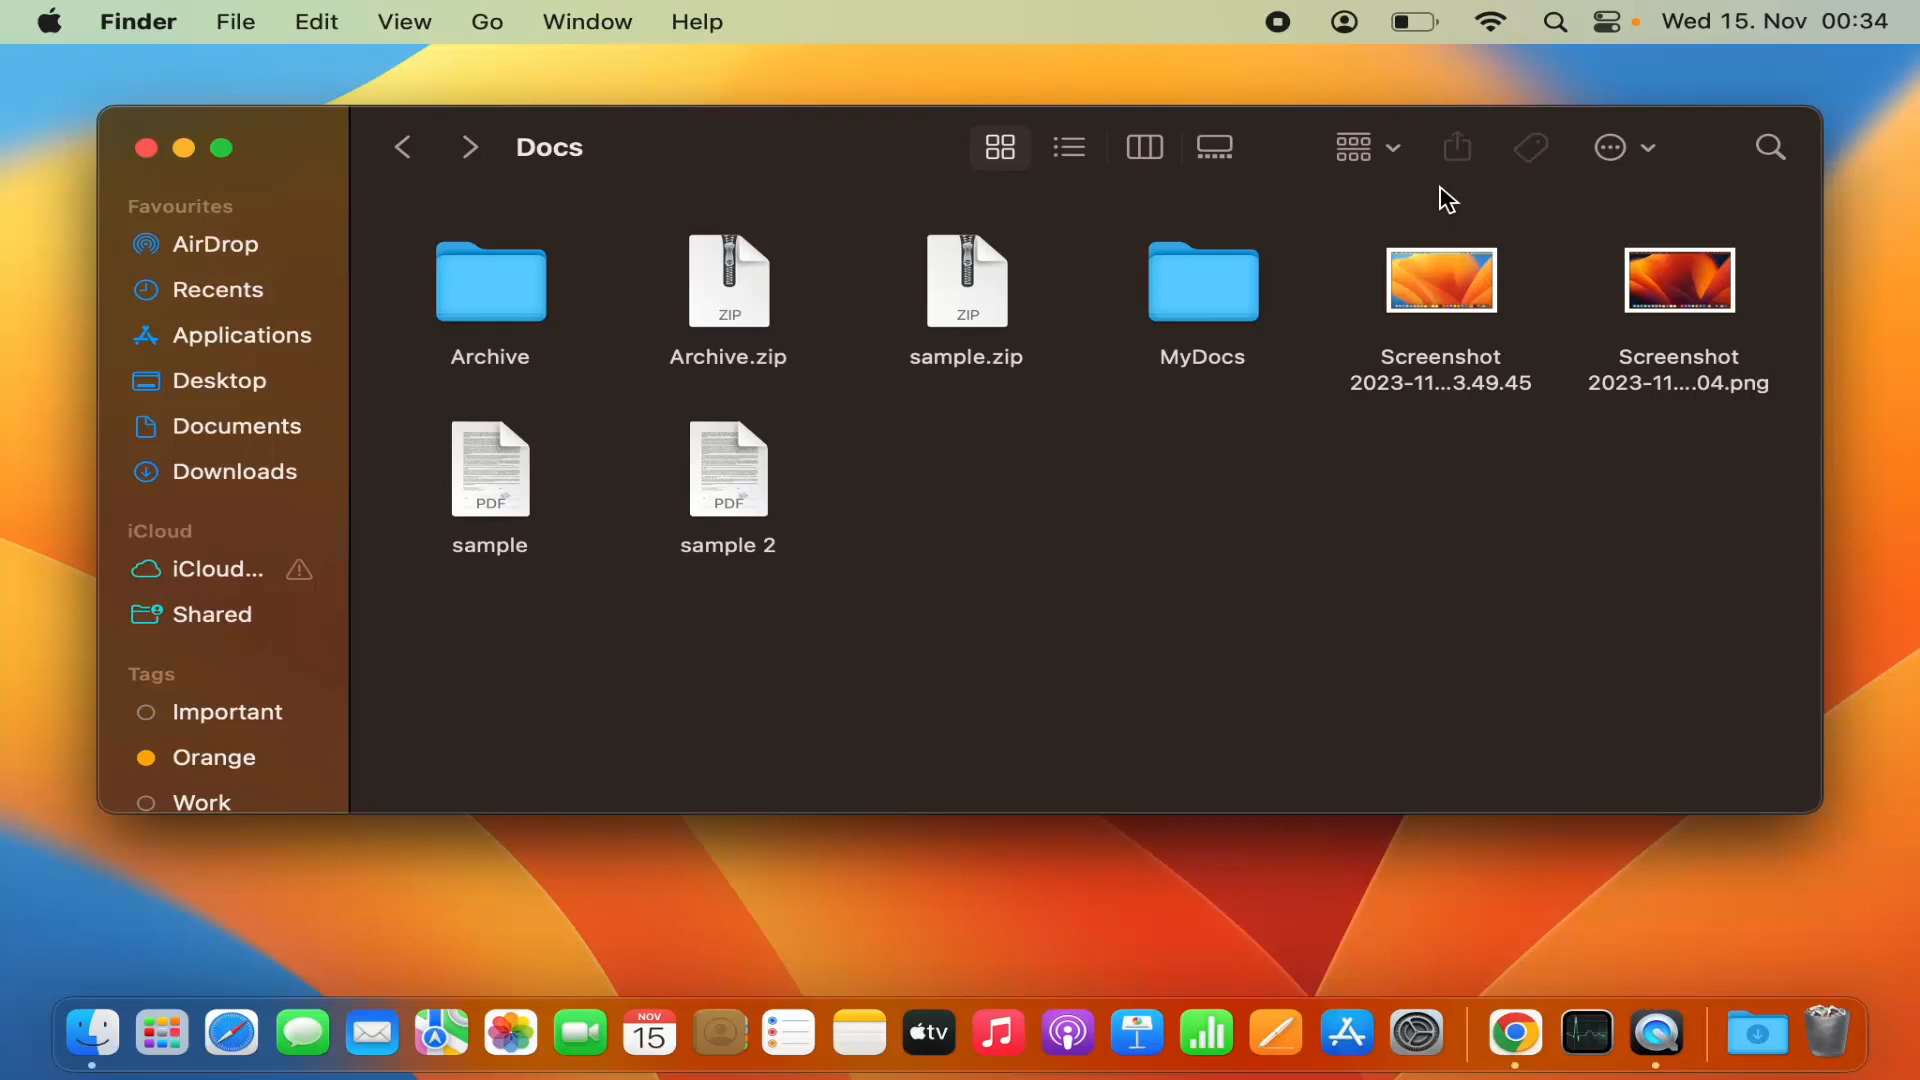 Finder File Edit View Go Window Help Wed 15. Nov 00:34
Docs
Favourites
AirDrop
Recents
Applications
Desktop
Documents
Downloads
iCloud
iCloud...
Shared
Tags
Important
Orange
Work
ZIP ZIP
Archive Archive.zip sample.zip MyDocs Screenshot Screenshot
2023-11...3.49.45 2023-11....04.png
PDF PDF
sample sample 2
NOV
15
tv